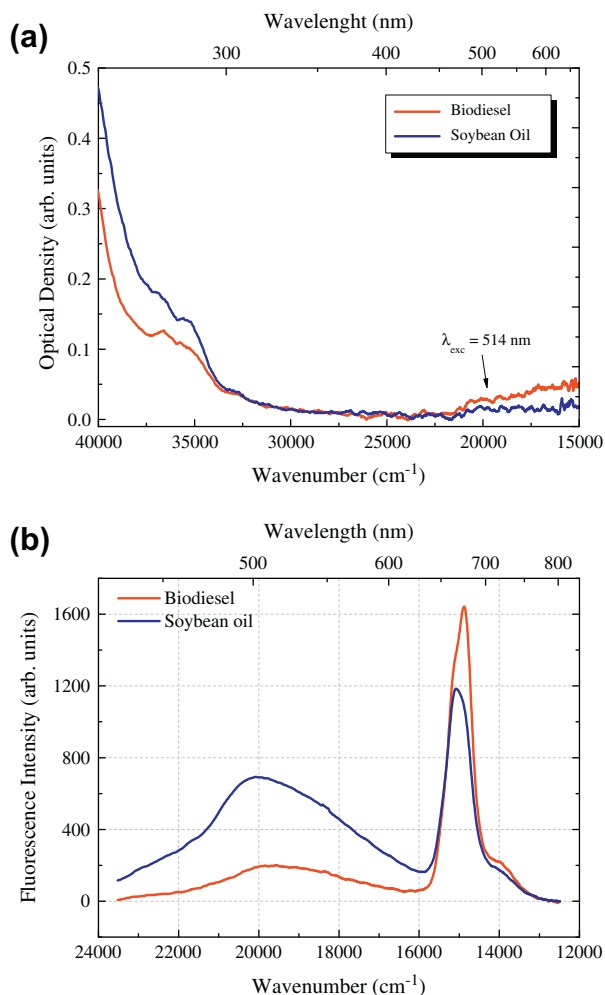 (a)
Wavelenght (nm)
300 400 500 600
Optical Density (arb. units)
0.5
0.4
0.3
0.2
0.1
0.0
Biodiesel
Soybean Oil
λexc = 514 nm
40000 35000 30000 25000 20000 15000
Wavenumber (cm-1)
(b)
Wavelength (nm)
500 600 700 800
Fluorescence Intensity (arb. units)
1600
1200
800
400
0
Biodiesel
Soybean oil
24000 22000 20000 18000 16000 14000 12000
Wavenumber (cm-1)